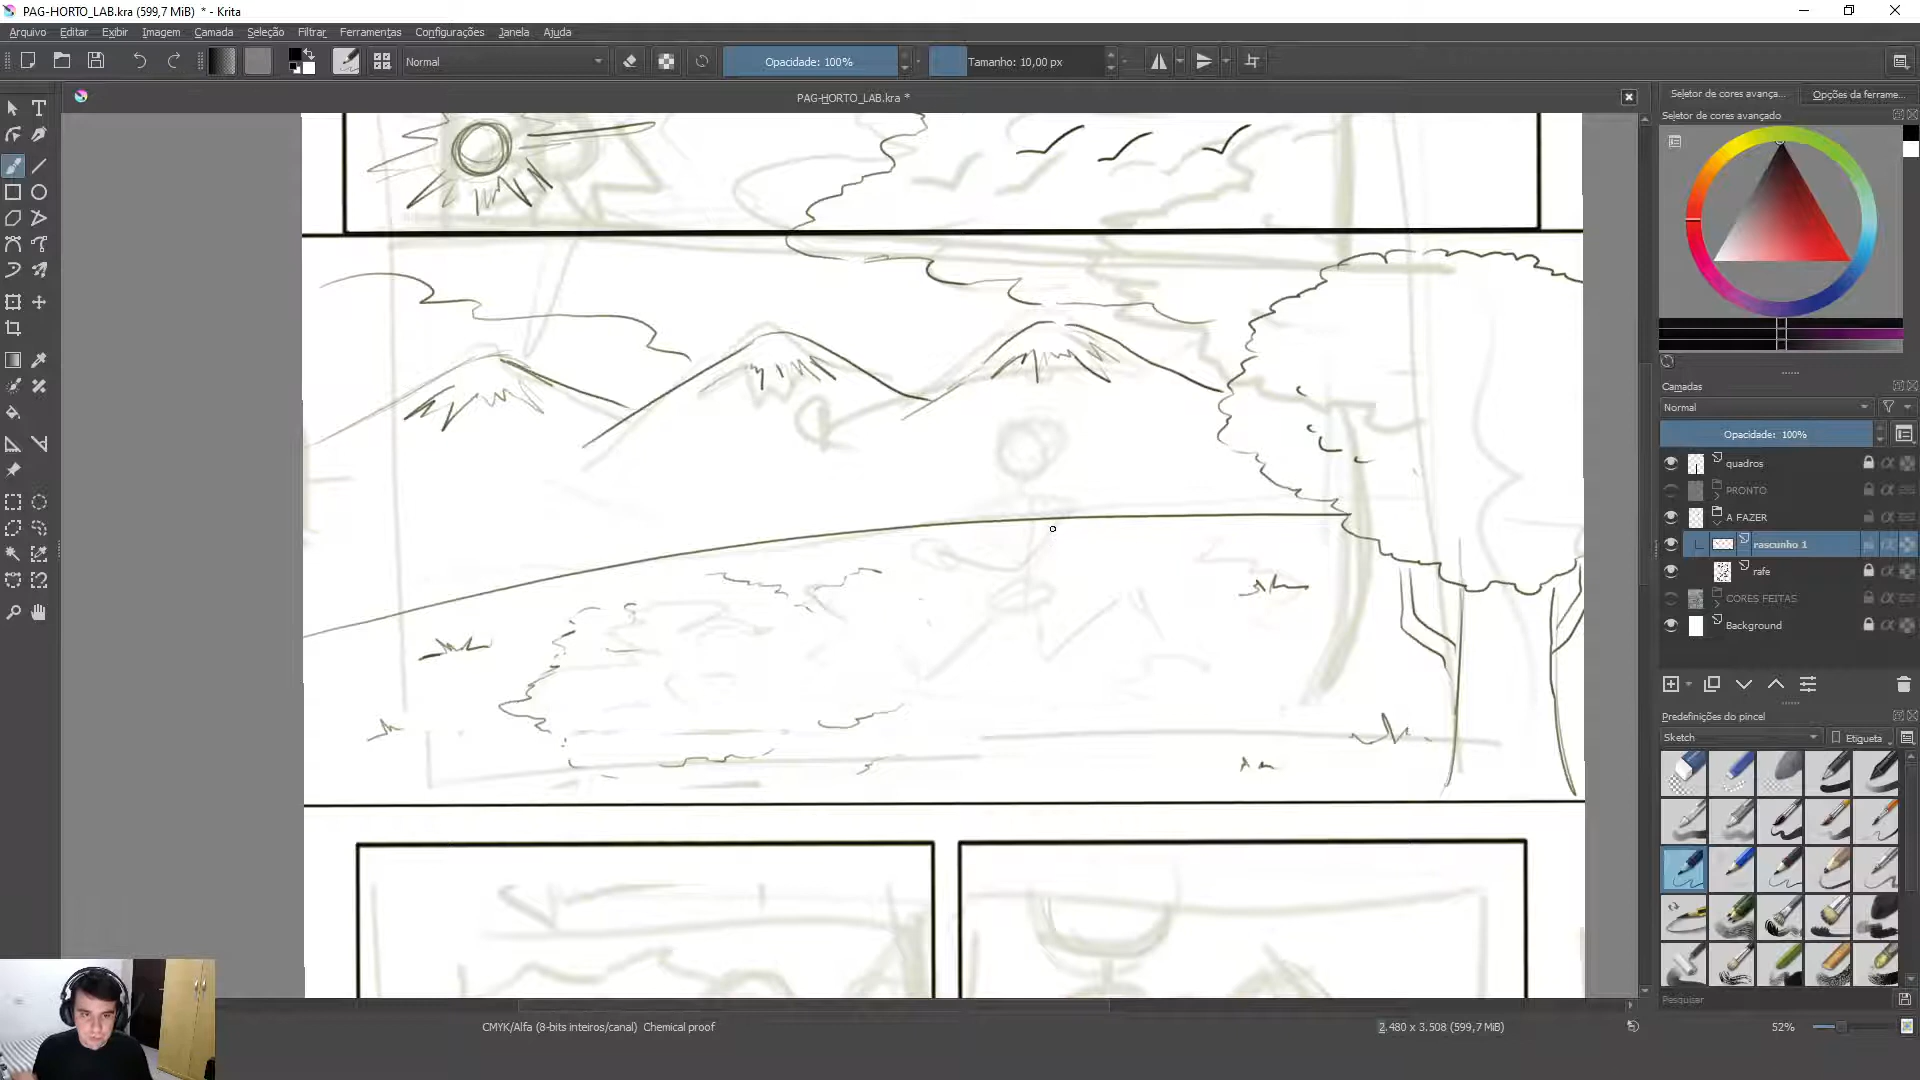 PAG-HORTO_LAB.kra (599,7 MiB) * - Krita
Arquivo Editar Exibir Imagem Camada Seleção Filtrar Ferramentas Configurações Janela Ajuda
Normal Opacidade: 100% Tamanho: 10,00 px
PAG-HORTO_LAB.kra *
Seletor de cores avança... Opções da ferrame...
Seletor de cores avançado
Camadas
Normal
Opacidade: 100%
quadros
PRONTO
A FAZER
rascunho 1
rafe
CORES FEITAS
Background
Predefinições do pincel
Sketch Etiqueta
Pesquisar
CMYK/Alfa (8-bits inteiros/canal) Chemical proof 2.480 x 3.508 (599,7 MiB) 52%